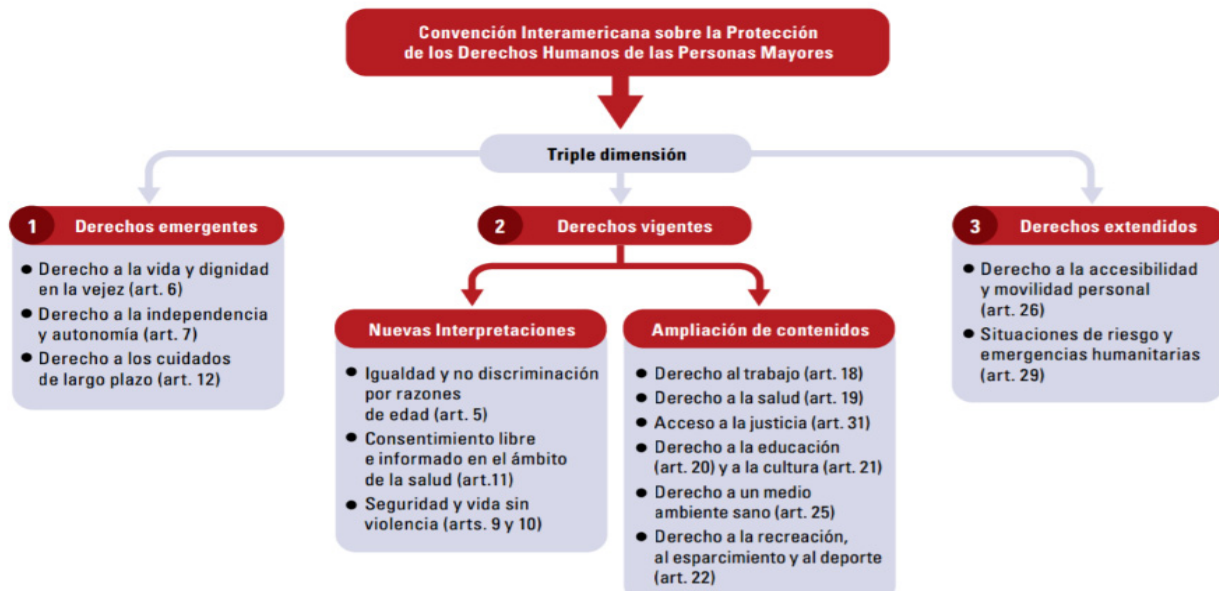 Convención Interamericana sobre la Protección
de los Derechos Humanos de las Personas Mayores
Triple dimensión
1 Derechos emergentes
● Derecho a la vida y dignidad
en la vejez (art. 6)
● Derecho a la independencia
y autonomía (art. 7)
● Derecho a los cuidados
de largo plazo (art. 12)
2 Derechos vigentes
Nuevas Interpretaciones
● Igualdad y no discriminación
por razones
de edad (art. 5)
● Consentimiento libre
e informado en el ámbito
de la salud (art.11)
● Seguridad y vida sin
violencia (arts. 9 y 10)
Ampliación de contenidos
● Derecho al trabajo (art. 18)
● Derecho a la salud (art. 19)
● Acceso a la justicia (art. 31)
● Derecho a la educación
(art. 20) y a la cultura (art. 21)
● Derecho a un medio
ambiente sano (art. 25)
● Derecho a la recreación,
al esparcimiento y al deporte
(art. 22)
3 Derechos extendidos
● Derecho a la accesibilidad
y movilidad personal
(art. 26)
● Situaciones de riesgo y
emergencias humanitarias
(art. 29)